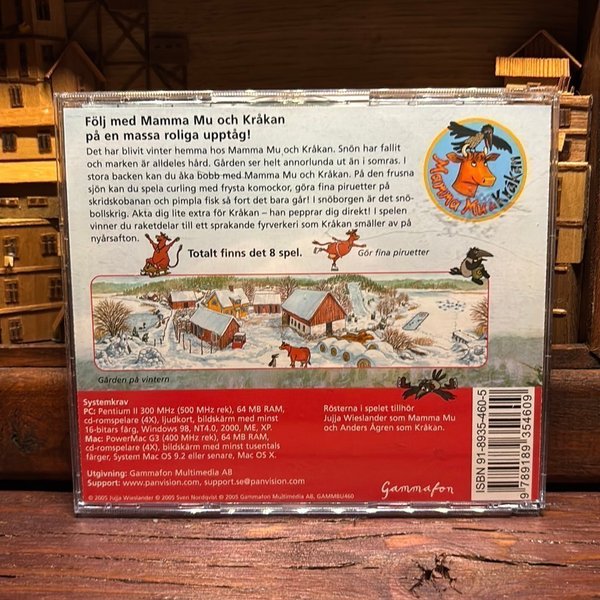 Följ med Mamma Mu och Kråkan
på en massa roliga upptåg!
Det har blivit vinter hemma hos Mamma Mu och Kråkan. Snön har fallit
och marken är alldeles hård. Gården ser helt annorlunda ut än i somras. I
stora backen kan du åka bobb med Mamma Mu och Kråkan. På den frusna
sjön kan du spela curling med frysta komockor, göra fina piruetter på
skridskobanan och pimpla fisk så fort det bara går! I snöborgen är det snö-
bollskrig. Akta dig lite extra för Kråkan – han pepprar dig direkt! I spelen
vinner du raketdelar till ett sprakande fyrverkeri som Kråkan smäller av på
nyårsafton.
Mamma Mu & Kråkan
Totalt finns det 8 spel.
Gör fina piruetter
Gården på vintern
Systemkrav
PC: Pentium II 300 MHz (500 MHz rek), 64 MB RAM,
cd-romspelare (4X), ljudkort, bildskärm med minst
16-bitars färger, Windows 98, NT4.0, 2000, ME, XP.
Mac: PowerMac G3 (400 MHz rek), 64 MB RAM,
cd-romspelare (4X), bildskärm med minst tusentals
färger, System Mac OS 9.2 eller senare, Mac OS X.
Utgivning: Gammafon Multimedia AB
Support: www.panvision.com, support.se@panvision.com
© 2005 Jujja Wieslander © 2005 Sven Nordqvist © 2005 Gammafon Multimedia AB, GAMMBU460
Rösterna i spelet tillhör
Jujja Wieslander som Mamma Mu
och Anders Ågren som Kråkan.
Gammafon
ISBN 91-8935-460-5
9 789189 354609